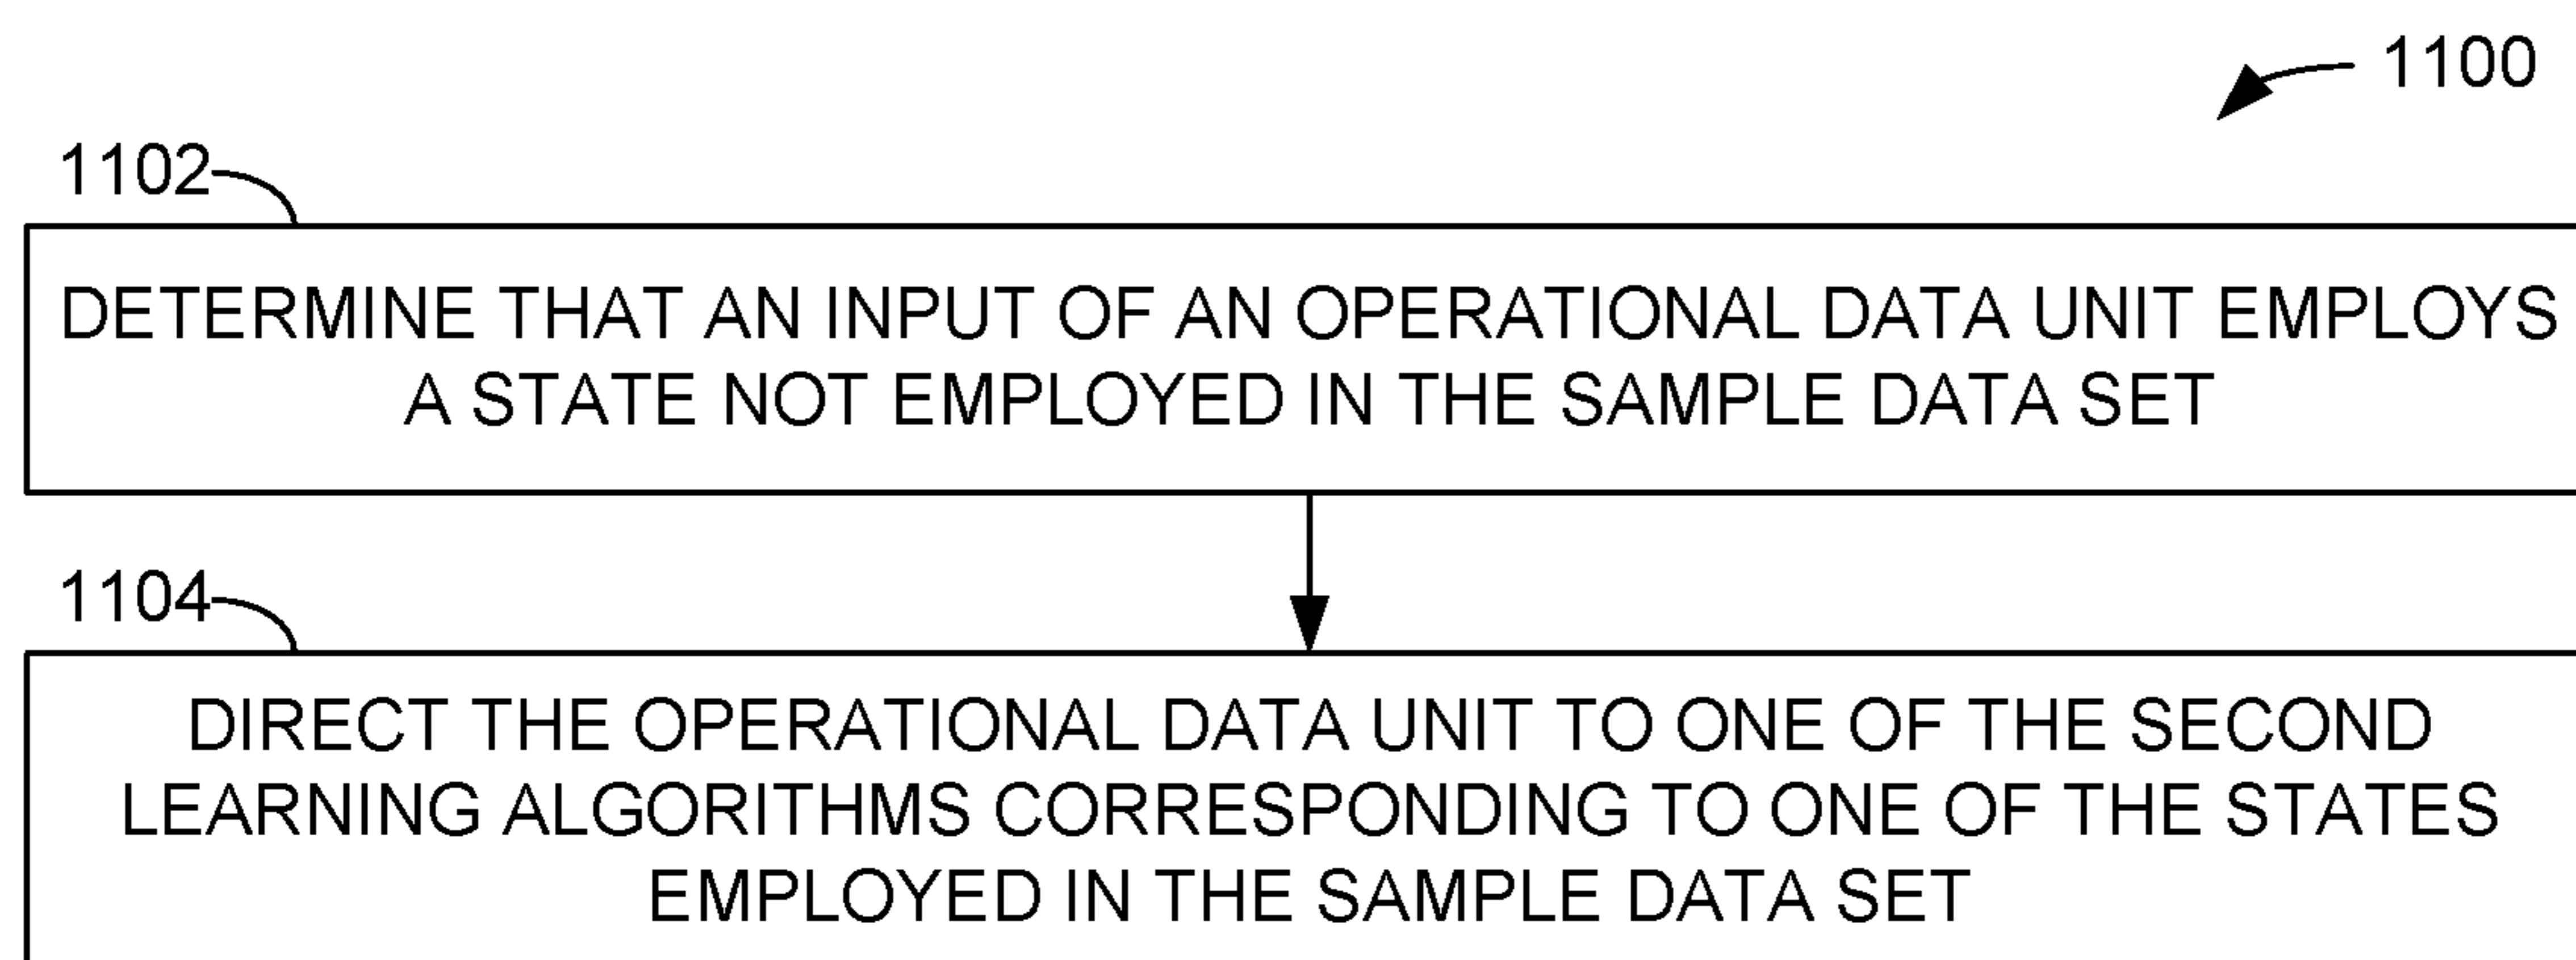 1100
1102
DETERMINE THAT AN INPUT OF AN OPERATIONAL DATA UNIT EMPLOYS
A STATE NOT EMPLOYED IN THE SAMPLE DATA SET
1104
DIRECT THE OPERATIONAL DATA UNIT TO ONE OF THE SECOND
LEARNING ALGORITHMS CORRESPONDING TO ONE OF THE STATES
EMPLOYED IN THE SAMPLE DATA SET